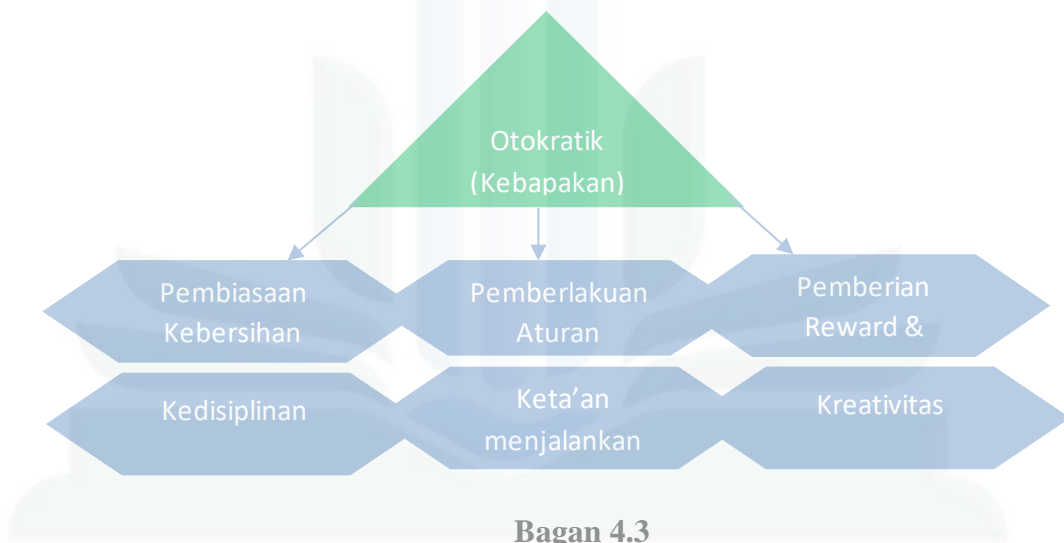 Otokratik
(Kebapakan)
Pembiasaan
Kebersihan
Pemberlakuan
Aturan
Pemberian
Reward &
Kedisiplinan
Keta’an
menjalankan
Kreativitas
Bagan 4.3